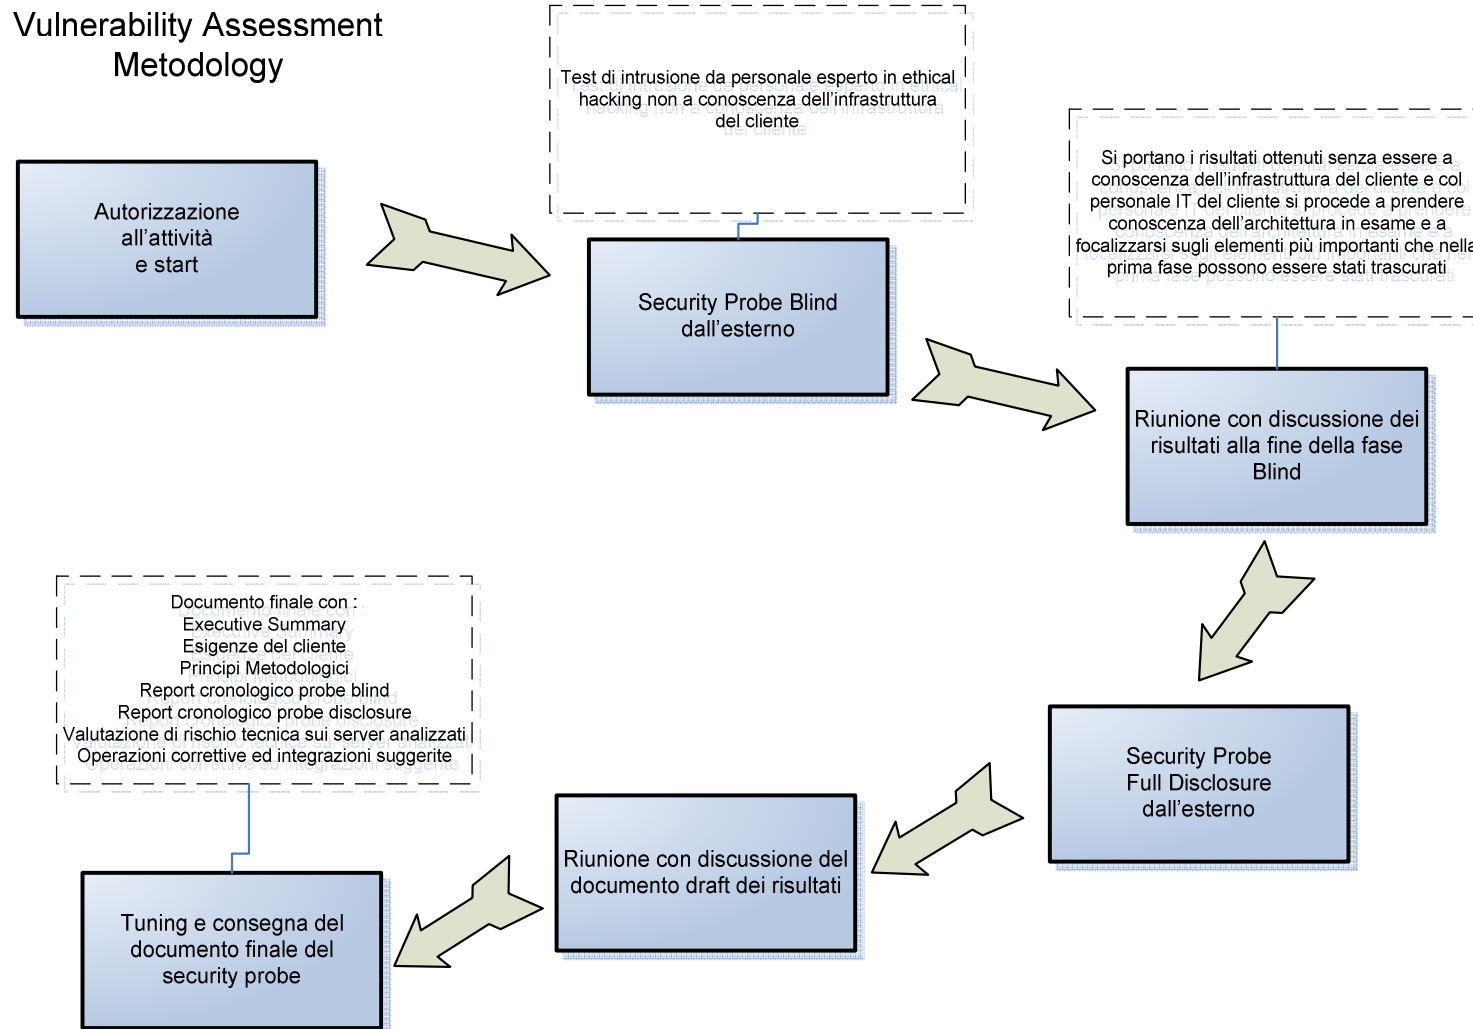 Vulnerability Assessment
Metodology
Test di intrusione da personale esperto in ethical
hacking non a conoscenza dell'infrastruttura
del cliente
Autorizzazione
all'attività
e start
Si portano i risultati ottenuti senza essere a
conoscenza dell'infrastruttura del cliente e col
personale IT del cliente si procede a prendere
conoscenza dell'architettura in esame e a
focalizzarsi sugli elementi più importanti che nella
prima fase possono essere stati trascurati
Security Probe Blind
dall'esterno
Riunione con discussione dei
risultati alla fine della fase
Blind
Security Probe
Full Disclosure
dall'esterno
Riunione con discussione del
documento draft dei risultati
Documento finale con :
Executive Summary
Esigenze del cliente
Principi Metodologici
Report cronologico probe blind
Report cronologico probe disclosure
Valutazione di rischio tecnica sui server analizzati
Operazioni correttive ed integrazioni suggerite
Tuning e consegna del
documento finale del
security probe